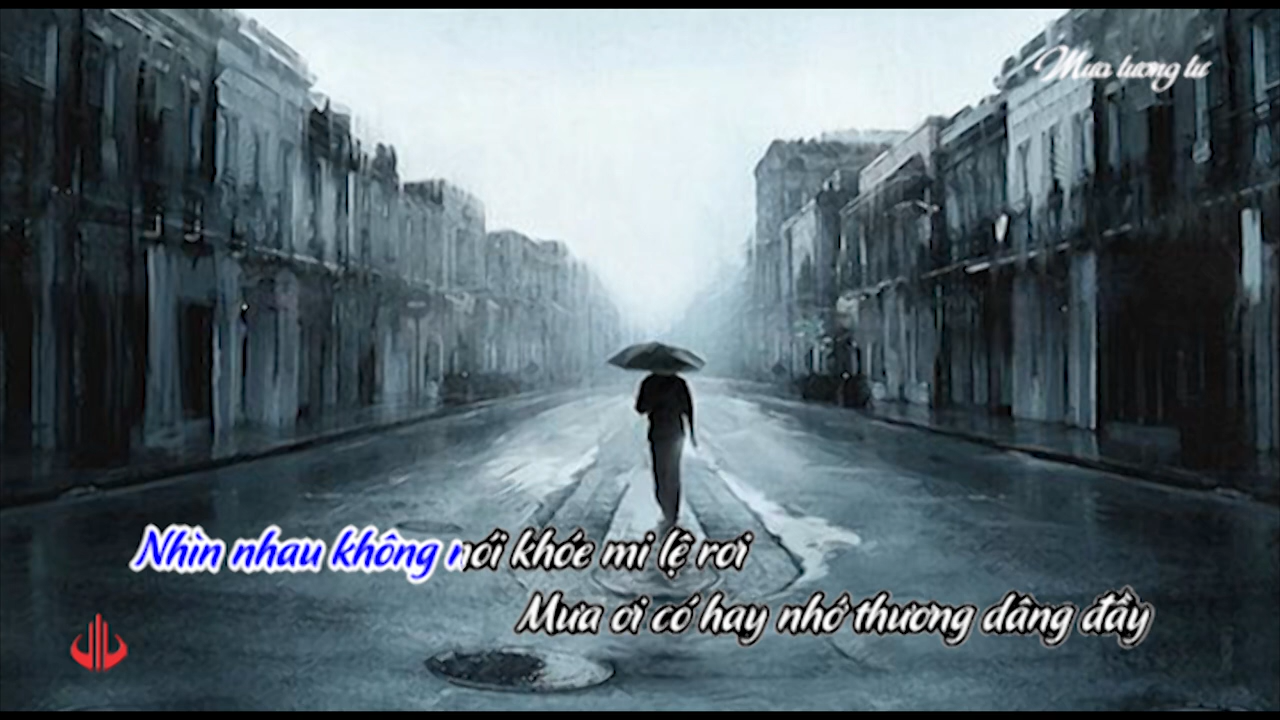 Mưa tương tư
Nhìn nhau không nói khóe mi lệ rơi
Mưa ơi có hay nhớ thương dâng đầy